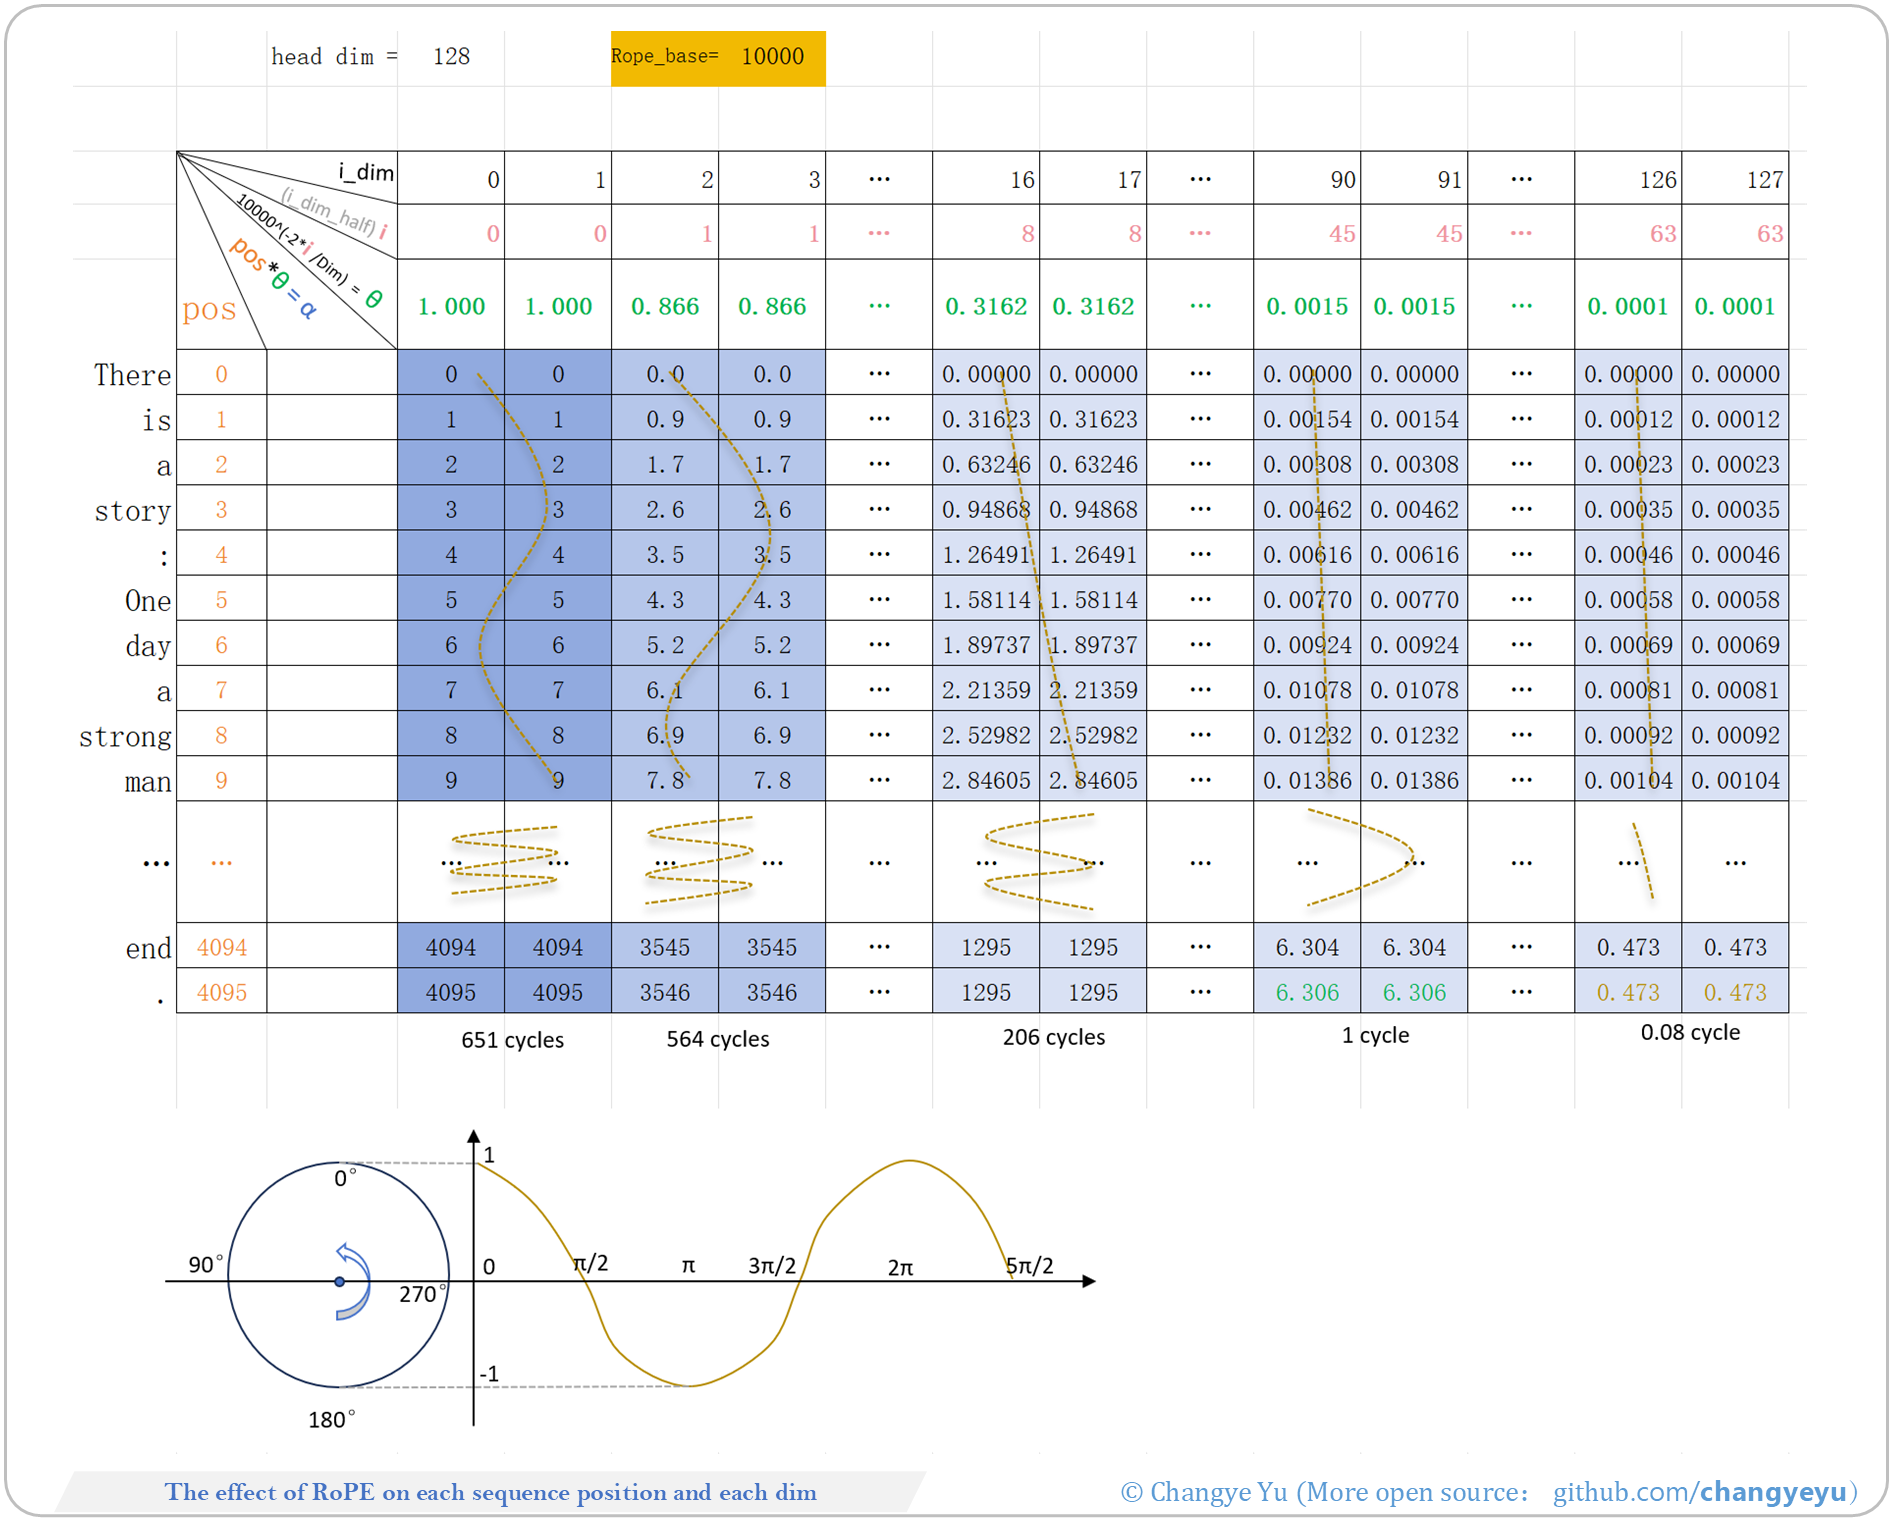 head dim = 128 Rope_base= 10000
i_dim 0 1 2 3 ... 16 17 ... 90 91 ... 126 127
(i_dim_half) i 0 0 1 1 ... 8 8 ... 45 45 ... 63 63
10000^(-2*i /Dim) = θ 1.000 1.000 0.866 0.866 ... 0.3162 0.3162 ... 0.0015 0.0015 ... 0.0001 0.0001
pos*θ=α
pos
There 0 0 0 0.0 0.0 ... 0.00000 0.00000 ... 0.00000 0.00000 ... 0.00000 0.00000
is 1 1 1 0.9 0.9 ... 0.31623 0.31623 ... 0.00154 0.00154 ... 0.00012 0.00012
a 2 2 2 1.7 1.7 ... 0.63246 0.63246 ... 0.00308 0.00308 ... 0.00023 0.00023
story 3 3 3 2.6 2.6 ... 0.94868 0.94868 ... 0.00462 0.00462 ... 0.00035 0.00035
: 4 4 4 3.5 3.5 ... 1.26491 1.26491 ... 0.00616 0.00616 ... 0.00046 0.00046
One 5 5 5 4.3 4.3 ... 1.58114 1.58114 ... 0.00770 0.00770 ... 0.00058 0.00058
day 6 6 6 5.2 5.2 ... 1.89737 1.89737 ... 0.00924 0.00924 ... 0.00069 0.00069
a 7 7 7 6.1 6.1 ... 2.21359 2.21359 ... 0.01078 0.01078 ... 0.00081 0.00081
strong 8 8 8 6.9 6.9 ... 2.52982 2.52982 ... 0.01232 0.01232 ... 0.00092 0.00092
man 9 9 9 7.8 7.8 ... 2.84605 2.84605 ... 0.01386 0.01386 ... 0.00104 0.00104
... ... ... ... ... ... ... ... ... ... ... ... ... ... ...
end 4094 4094 4094 3545 3545 ... 1295 1295 ... 6.304 6.304 ... 0.473 0.473
. 4095 4095 4095 3546 3546 ... 1295 1295 ... 6.306 6.306 ... 0.473 0.473
651 cycles 564 cycles 206 cycles 1 cycle 0.08 cycle
1
0°
90° 0 π/2 π 3π/2 2π 5π/2
270°
-1
180°
The effect of RoPE on each sequence position and each dim
© Changye Yu (More open source： github.com/changyeyu)